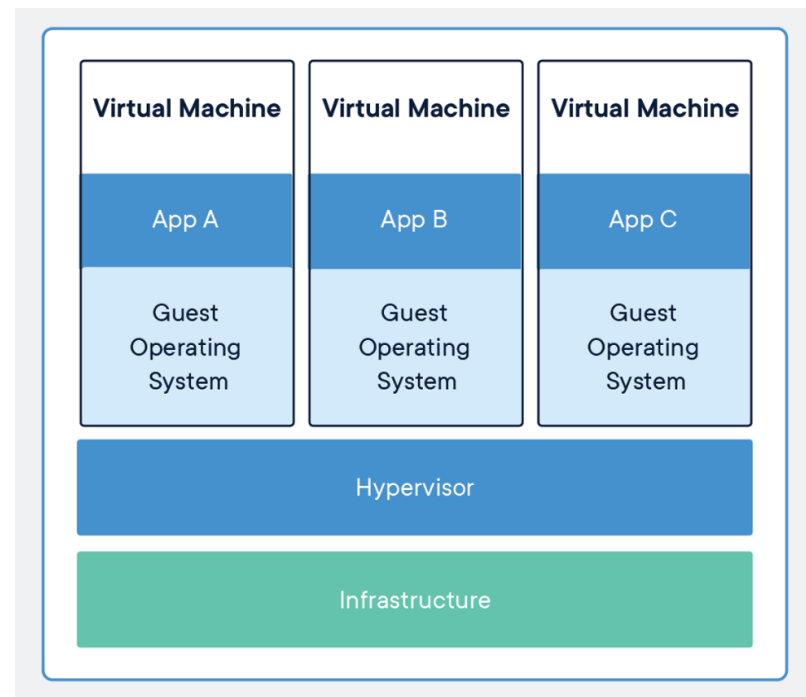 Virtual Machine
App A
Guest
Operating
System
Virtual Machine
App B
Guest
Operating
System
Virtual Machine
App C
Guest
Operating
System
Hypervisor
Infrastructure